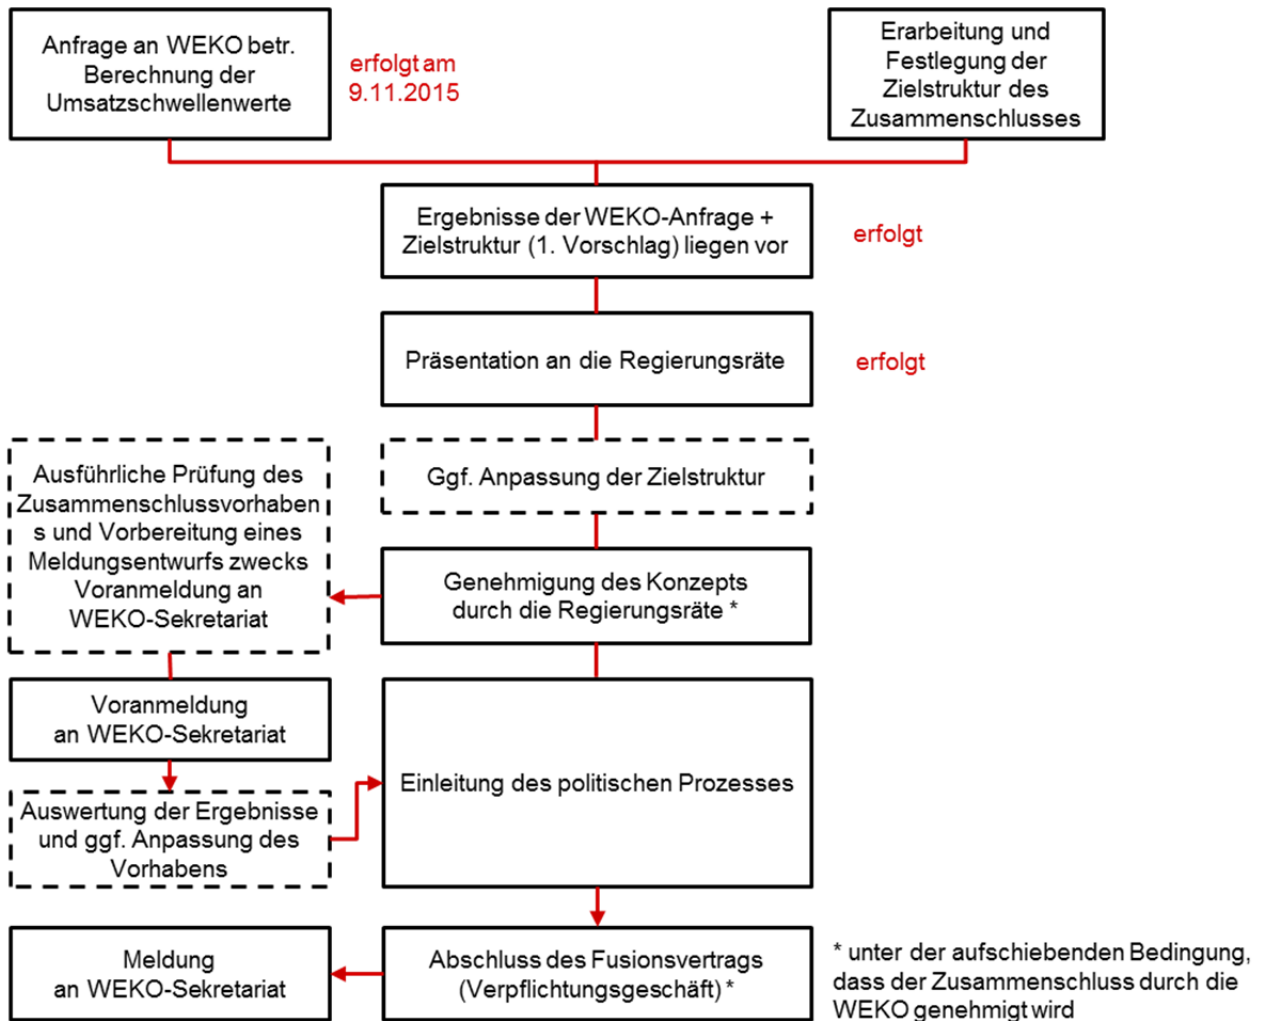 Anfrage an WEKO betr.
Berechnung der
Umsatzschwellenwerte
erfolgt am
9.11.2015
Erarbeitung und
Festlegung der
Zielstruktur des
Zusammenschlusses
Ergebnisse der WEKO-Anfrage +
Zielstruktur (1. Vorschlag) liegen vor
erfolgt
Präsentation an die Regierungsräte
erfolgt
Ggf. Anpassung der Zielstruktur
Ausführliche Prüfung des
Zusammenschlussvorhaben
s und Vorbereitung eines
Meldungsentwurfs zwecks
Voranmeldung an
WEKO-Sekretariat
Genehmigung des Konzepts
durch die Regierungsräte *
Voranmeldung
an WEKO-Sekretariat
Auswertung der Ergebnisse
und ggf. Anpassung des
Vorhabens
Einleitung des politischen Prozesses
Meldung
an WEKO-Sekretariat
Abschluss des Fusionsvertrags
(Verpflichtungsgeschäft) *
* unter der aufschiebenden Bedingung,
dass der Zusammenschluss durch die
WEKO genehmigt wird